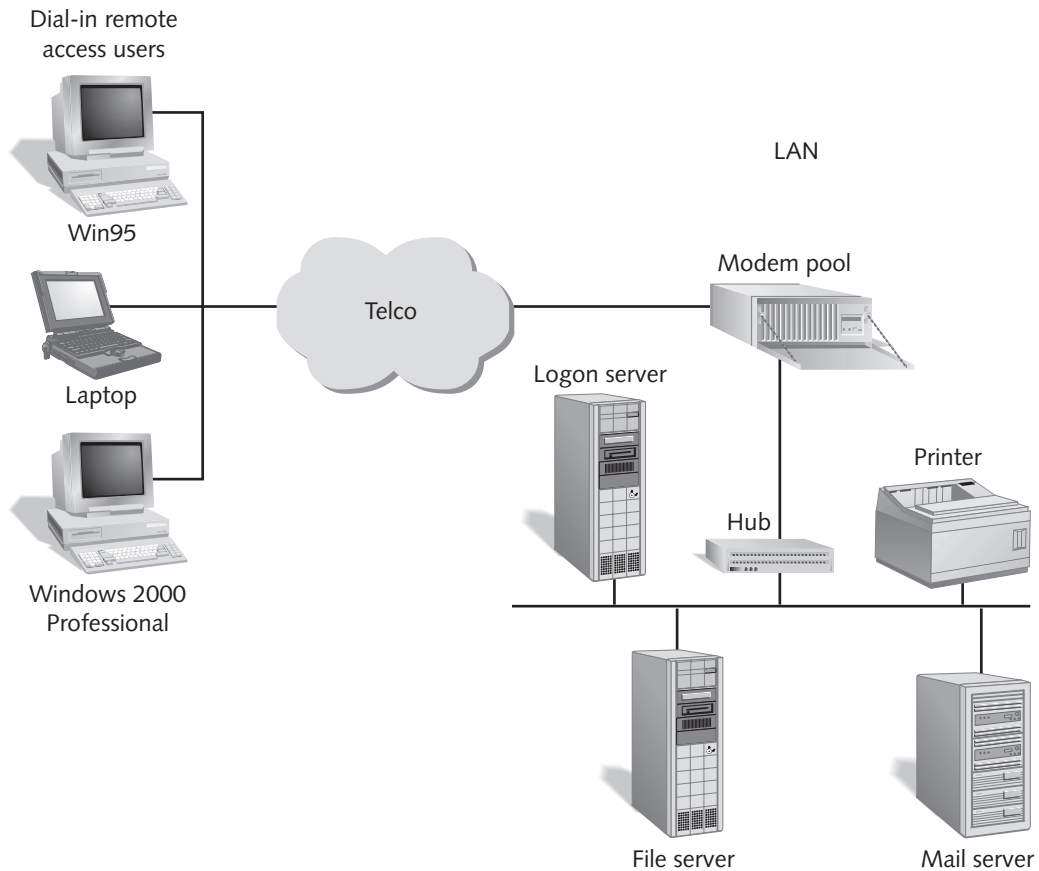 Dial-in remote
access users
Win95
LAN
Modem pool
Telco
Laptop
Logon server
Printer
Hub
Windows 2000
Professional
File server
Mail server